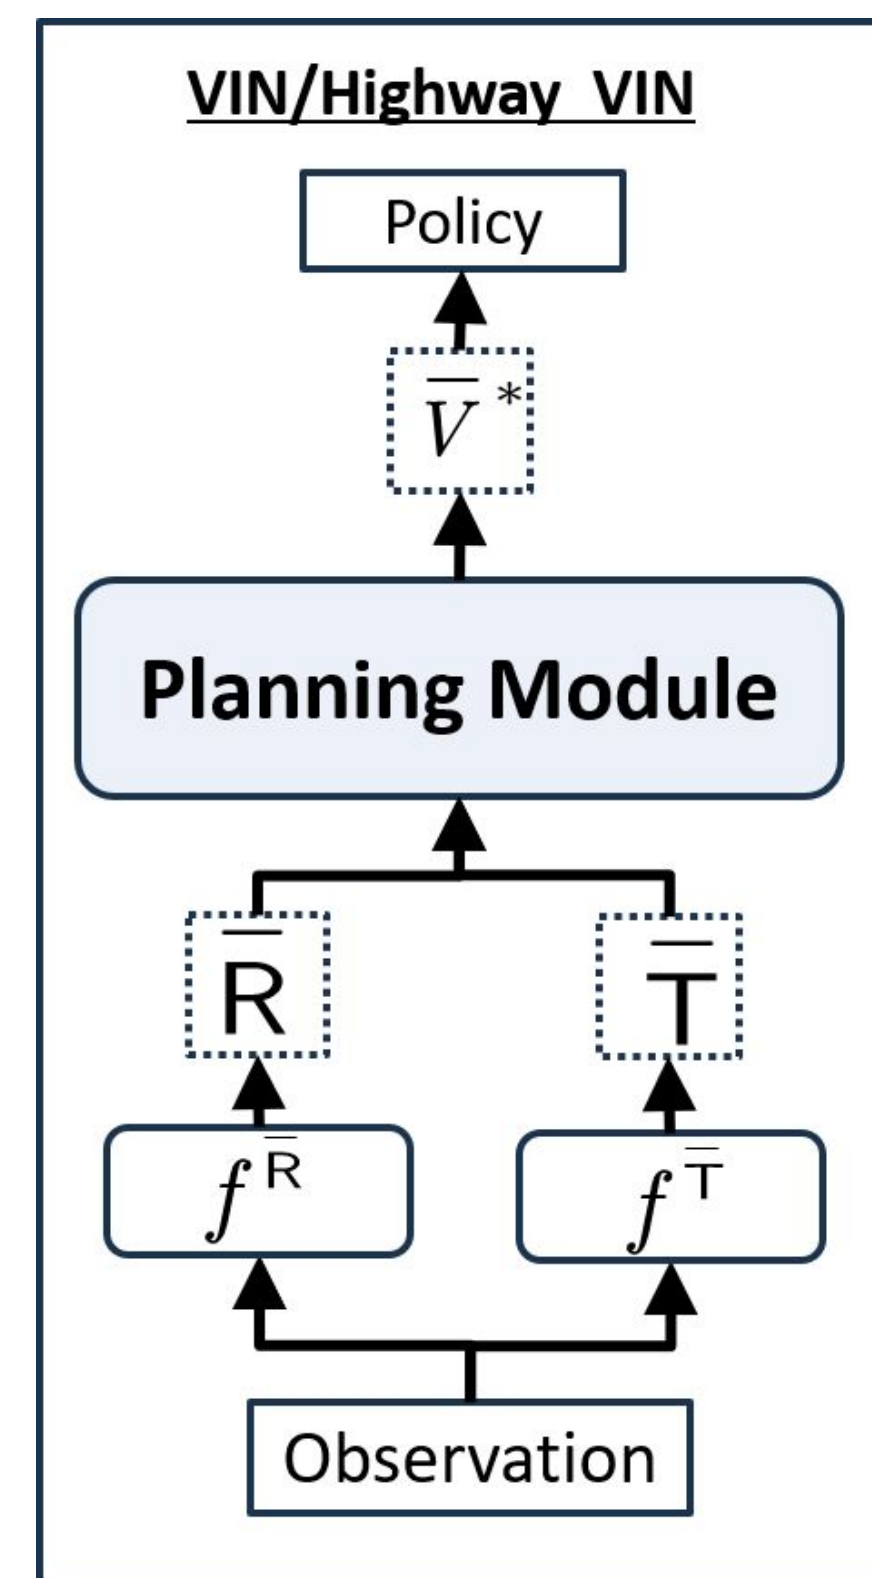 VIN/Highway VIN
Policy
V̅ *
Planning Module
R̅ T̅
f R̅ f T̅
Observation